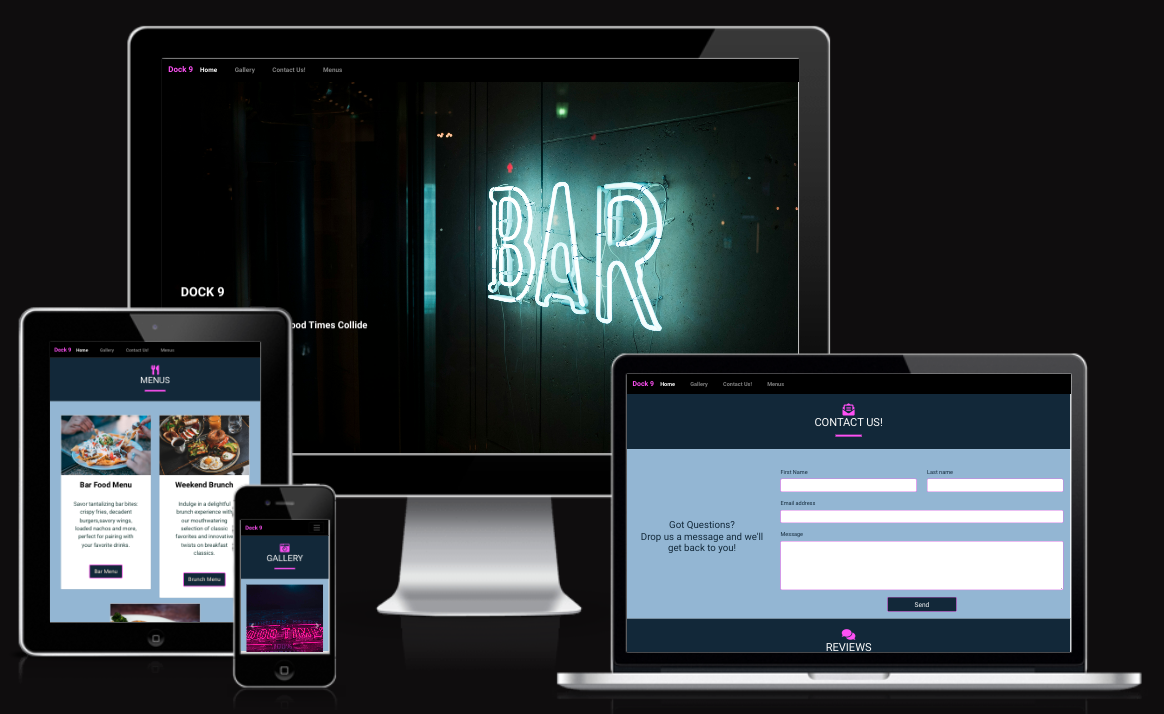 Dock 9 Home Gallery Contact Us! Menus
BAR
DOCK 9
ood Times Collide
Dock 9 Home Gallery Contact Us! Menus
MENUS
Bar Food Menu
Savor tantalizing bar bites:
crispy fries, decadent
burgers,savory wings,
loaded nachos and more,
perfect for pairing with
your favorite drinks.
Bar Menu
Weekend Brunch
Indulge in a delightful
brunch experience with
our mouthwatering
selection of classic
favorites and innovative
twists on breakfast
classics.
Brunch Menu
Dock 9
GALLERY
GOOD TIMES
Dock 9 Home Gallery Contact Us! Menus
CONTACT US!
Got Questions?
Drop us a message and we'll
get back to you!
First Name Last name
Email address
Message
Send
REVIEWS